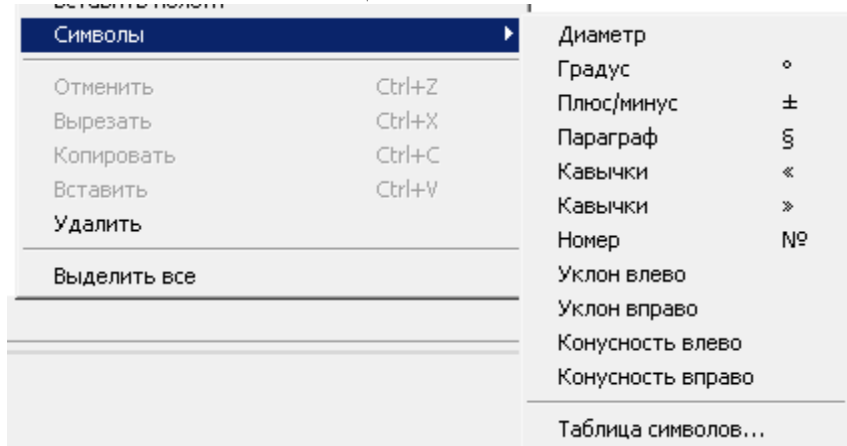 Символы
Отменить Ctrl+Z
Вырезать Ctrl+X
Копировать Ctrl+C
Вставить Ctrl+V
Удалить
Выделить все
Диаметр
Градус °
Плюс/минус ±
Параграф §
Кавычки «
Кавычки »
Номер №
Уклон влево
Уклон вправо
Конусность влево
Конусность вправо
Таблица символов...